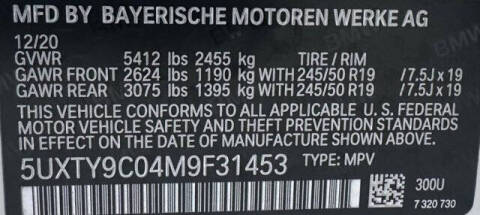 MFD BY BAYERISCHE MOTOREN WERKE AG
12/20
GVWR 5412 lbs 2455 kg TIRE / RIM
GAWR FRONT 2624 lbs 1190 kg WITH 245/50 R19 / 7.5J x 19
GAWR REAR 3075 lbs 1395 kg WITH 245/50 R19 / 7.5J x 19
THIS VEHICLE CONFORMS TO ALL APPLICABLE U. S. FEDERAL
MOTOR VEHICLE SAFETY, BUMPER, AND THEFT PREVENTION STANDARDS
IN EFFECT ON THE DATE OF MANUFACTURE SHOWN ABOVE.
5UXTY9C04M9F31453 TYPE: MPV
300U
7 320 730